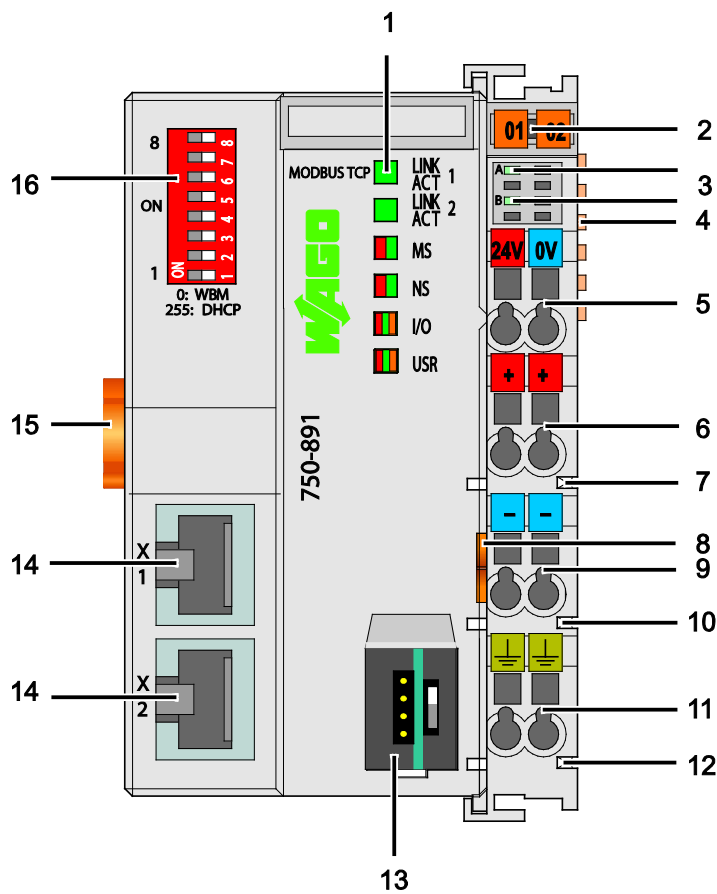 1
01 02
2
8
8
7
6
5
4
3
2
1
ON
16
ON
1
0: WBM
255: DHCP
MODBUS TCP
LINK
ACT 1
LINK
ACT 2
MS
NS
I/O
USR
WAGO
750-891
A
B
3
4
24V 0V
5
+ +
6
7
- -
8
9
10
11
12
15
14
X
1
14
X
2
13